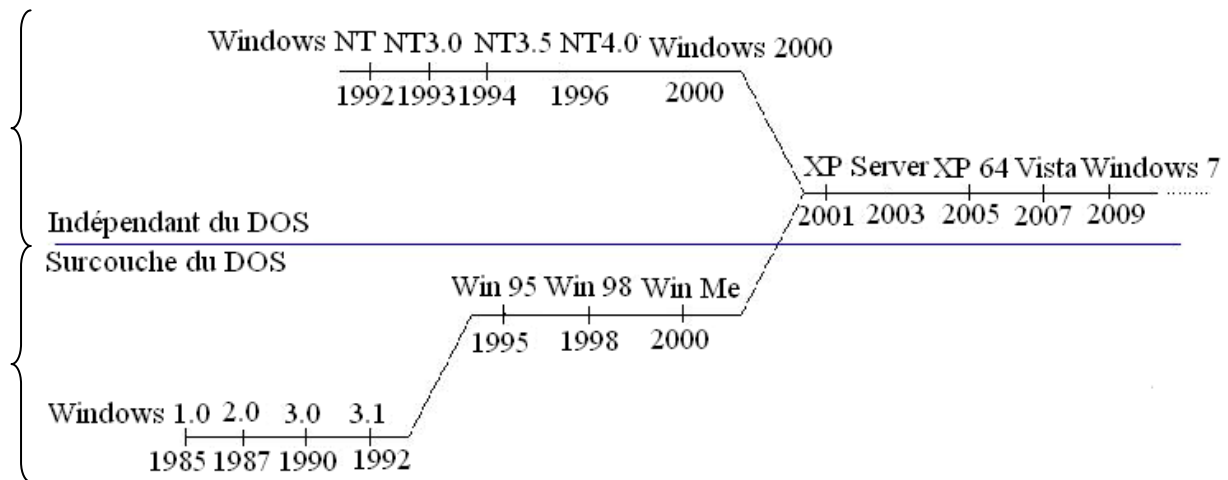 Windows NT NT3.0 NT3.5 NT4.0 Windows 2000
1992 1993 1994 1996 2000
XP Server XP 64 Vista Windows 7
2001 2003 2005 2007 2009
Indépendant du DOS
Surcouche du DOS
Win 95 Win 98 Win Me
1995 1998 2000
Windows 1.0 2.0 3.0 3.1
1985 1987 1990 1992